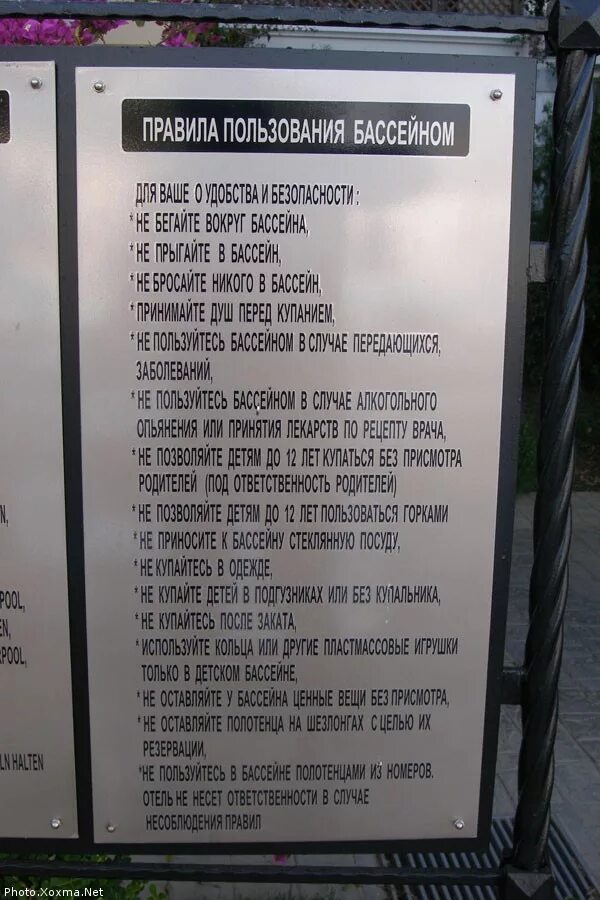 ПРАВИЛА ПОЛЬЗОВАНИЯ БАССЕЙНОМ
ДЛЯ ВАШЕ О УДОБСТВА И БЕЗОПАСНОСТИ :
* НЕ БЕГАЙТЕ ВОКРУГ БАССЕЙНА,
* НЕ ПРЫГАЙТЕ В БАССЕЙН,
* НЕ БРОСАЙТЕ НИКОГО В БАССЕЙН,
* ПРИНИМАЙТЕ ДУШ ПЕРЕД КУПАНИЕМ,
* НЕ ПОЛЬЗУЙТЕСЬ БАССЕЙНОМ В СЛУЧАЕ ПЕРЕДАЮЩИХСЯ,
ЗАБОЛЕВАНИЙ,
* НЕ ПОЛЬЗУЙТЕСЬ БАССЕЙНОМ В СЛУЧАЕ АЛКОГОЛЬНОГО
ОПЬЯНЕНИЯ ИЛИ ПРИНЯТИЯ ЛЕКАРСТВ ПО РЕЦЕПТУ ВРАЧА,
* НЕ ПОЗВОЛЯЙТЕ ДЕТЯМ ДО 12 ЛЕТ КУПАТЬСЯ БЕЗ ПРИСМОТРА
РОДИТЕЛЕЙ (ПОД ОТВЕТСТВЕННОСТЬ РОДИТЕЛЕЙ)
* НЕ ПОЗВОЛЯЙТЕ ДЕТЯМ ДО 12 ЛЕТ ПОЛЬЗОВАТЬСЯ ГОРКАМИ
* НЕ ПРИНОСИТЕ К БАССЕЙНУ СТЕКЛЯННУЮ ПОСУДУ,
* НЕ КУПАЙТЕСЬ В ОДЕЖДЕ,
* НЕ КУПАЙТЕ ДЕТЕЙ В ПОДГУЗНИКАХ ИЛИ БЕЗ КУПАЛЬНИКА,
* НЕ КУПАЙТЕСЬ ПОСЛЕ ЗАКАТА,
* ИСПОЛЬЗУЙТЕ КОЛЬЦА ИЛИ ДРУГИЕ ПЛАСТМАССОВЫЕ ИГРУШКИ
ТОЛЬКО В ДЕТСКОМ БАССЕЙНЕ,
* НЕ ОСТАВЛЯЙТЕ У БАССЕЙНА ЦЕННЫЕ ВЕЩИ БЕЗ ПРИСМОТРА,
* НЕ ОСТАВЛЯЙТЕ ПОЛОТЕНЦА НА ШЕЗЛОНГАХ С ЦЕЛЬЮ ИХ
РЕЗЕРВАЦИИ,
*НЕ ПОЛЬЗУЙТЕСЬ В БАССЕЙНЕ ПОЛОТЕНЦАМИ ИЗ НОМЕРОВ.
ОТЕЛЬ НЕ НЕСЕТ ОТВЕТСТВЕННОСТИ В СЛУЧАЕ
НЕСОБЛЮДЕНИЯ ПРАВИЛ
HALTEN
Photo.Xoxma.Net